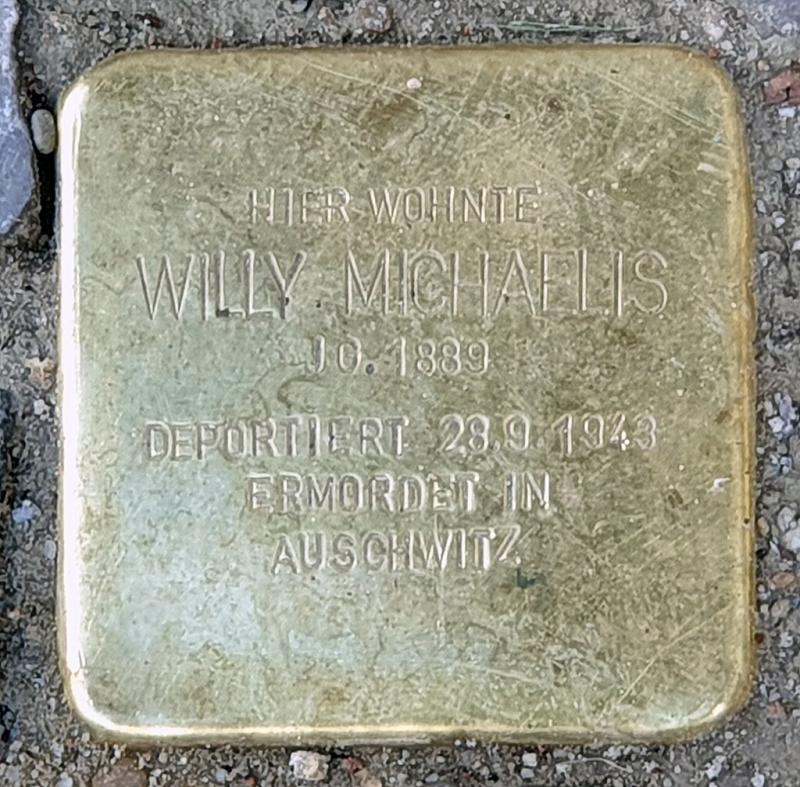 HIER WOHNTE
WILLY MICHAELIS
JG. 1889
DEPORTIERT 28.9.1943
ERMORDET IN
AUSCHWITZ